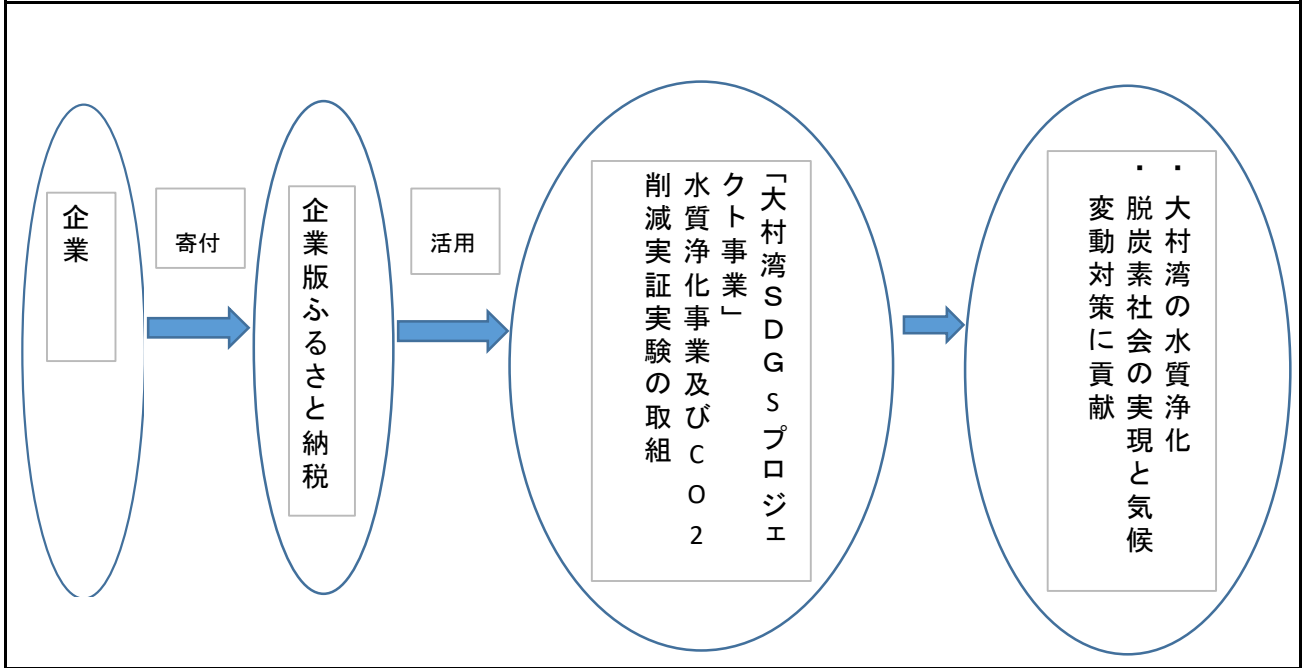 企業
寄付
企業版ふるさと納税
活用
「大村湾ＳＤＧｓプロジェ
クト事業」
水質浄化事業及びCO2
削減実証実験の取組
・大村湾の水質浄化
・脱炭素社会の実現と気候
変動対策に貢献